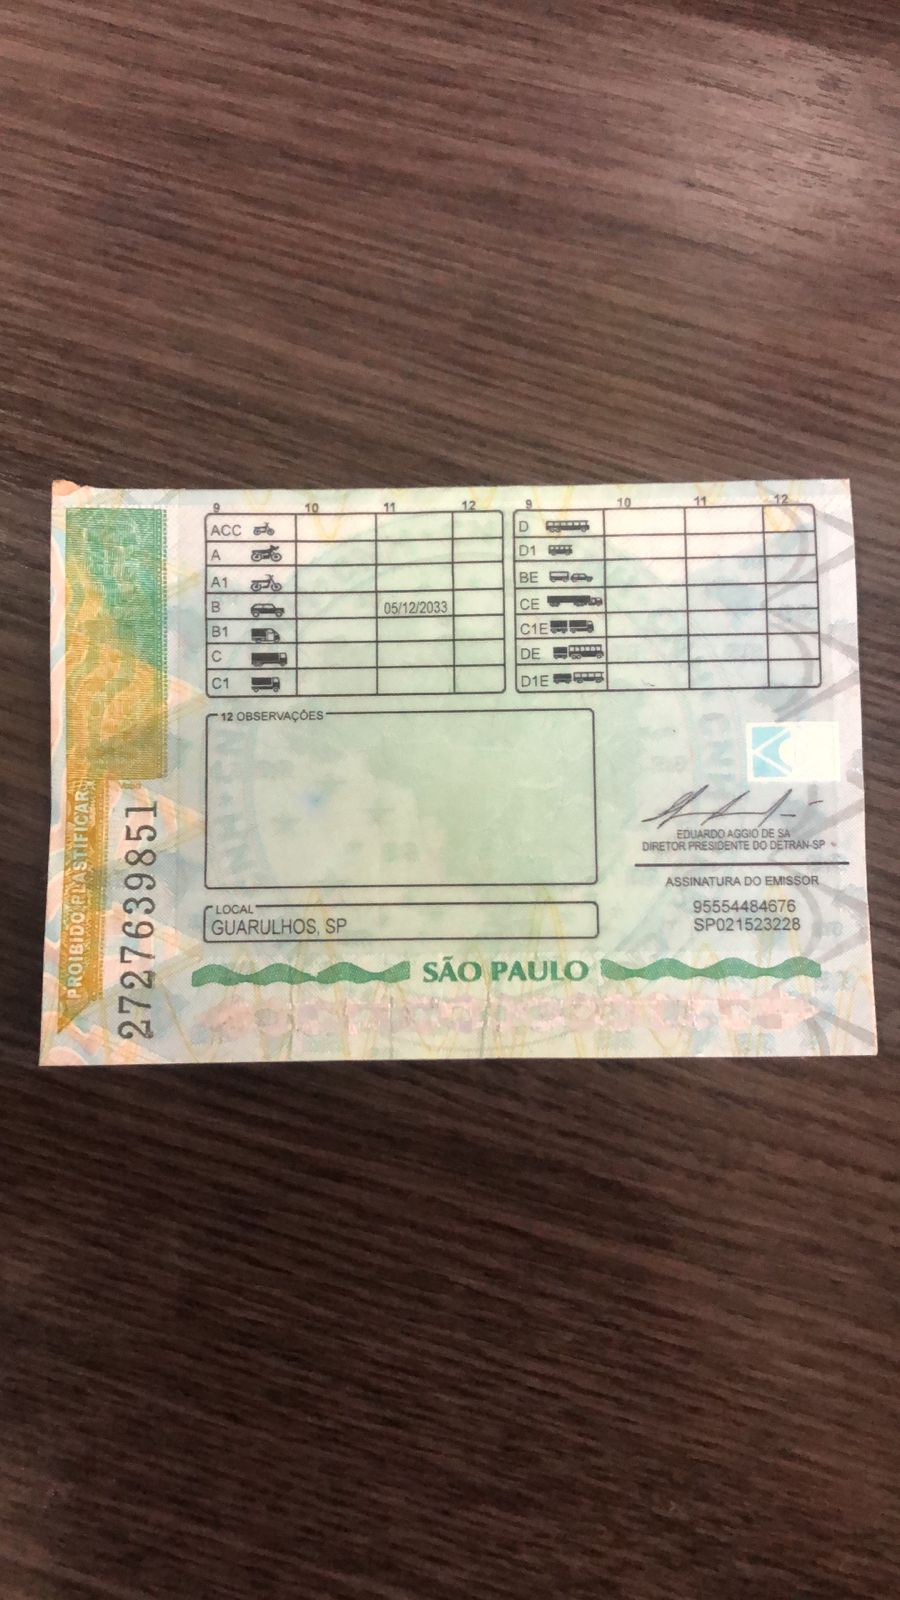 9 10 11 12 9 10 11 12
ACC D
A D1
A1 BE
B 05/12/2033 CE
B1 C1E
C DE
C1 D1E
12 OBSERVAÇÕES
EDUARDO AGGIO DE SA
DIRETOR PRESIDENTE DO DETRAN-SP
ASSINATURA DO EMISSOR
95554484676
SP021523228
LOCAL
GUARULHOS, SP
SÃO PAULO
PROIBIDO PLASTIFICAR
2727639851